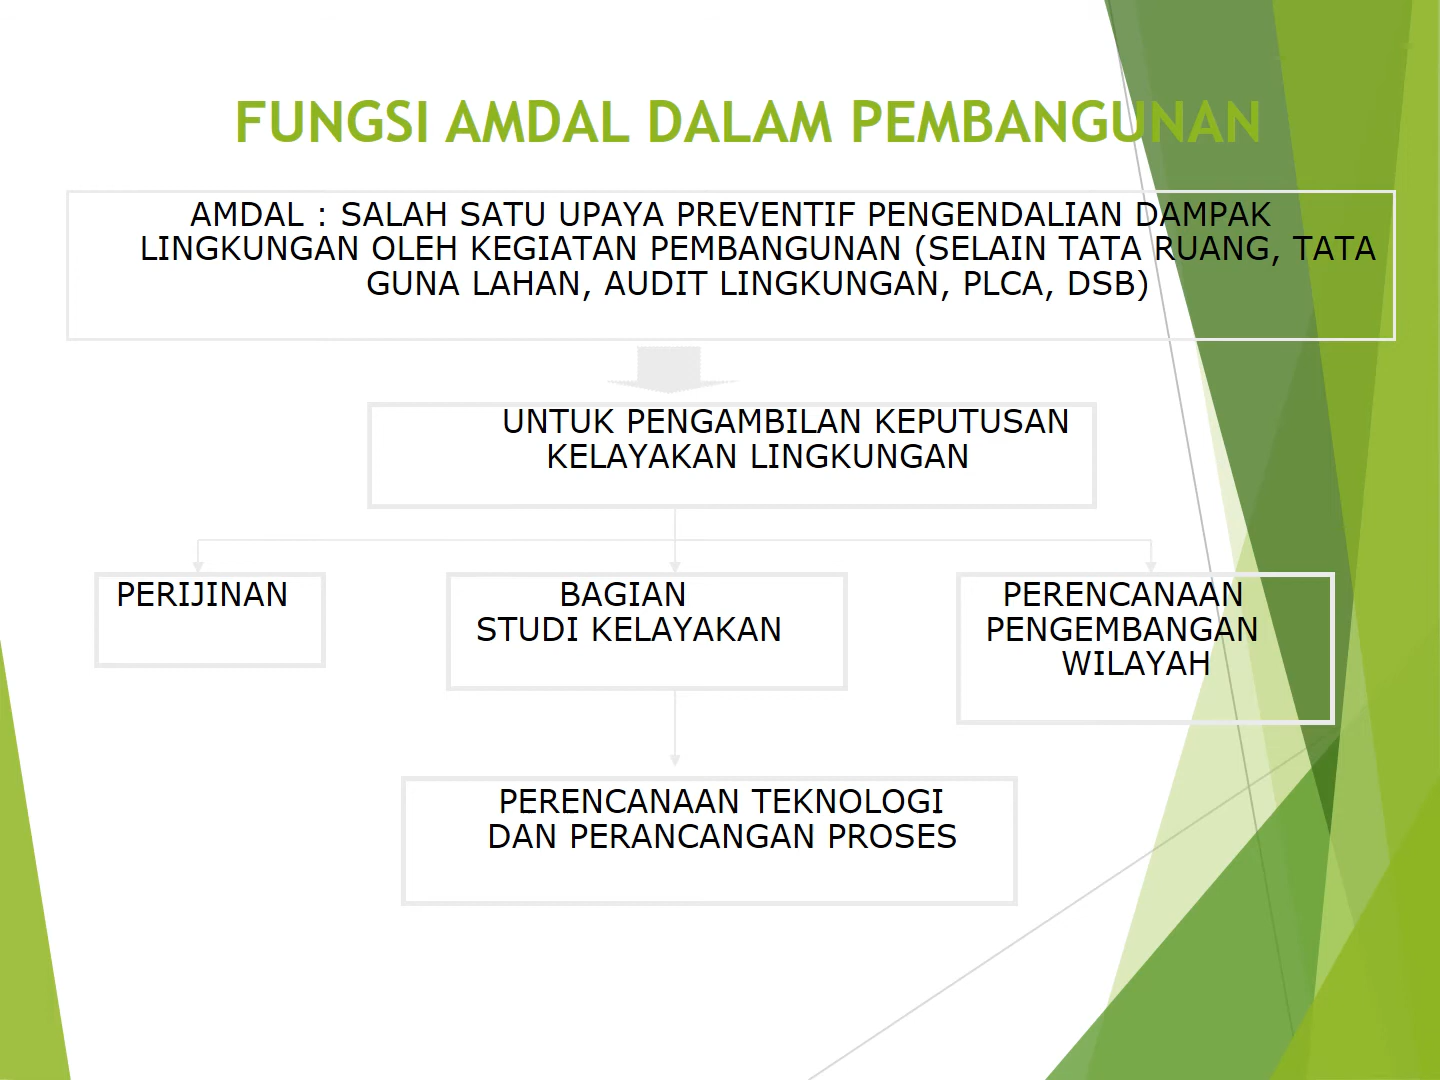 FUNGSI AMDAL DALAM PEMBANGUNAN
AMDAL : SALAH SATU UPAYA PREVENTIF PENGENDALIAN DAMPAK
LINGKUNGAN OLEH KEGIATAN PEMBANGUNAN (SELAIN TATA RUANG, TATA
GUNA LAHAN, AUDIT LINGKUNGAN, PLCA, DSB)
UNTUK PENGAMBILAN KEPUTUSAN
KELAYAKAN LINGKUNGAN
PERIJINAN
BAGIAN
STUDI KELAYAKAN
PERENCANAAN
PENGEMBANGAN
WILAYAH
PERENCANAAN TEKNOLOGI
DAN PERANCANGAN PROSES